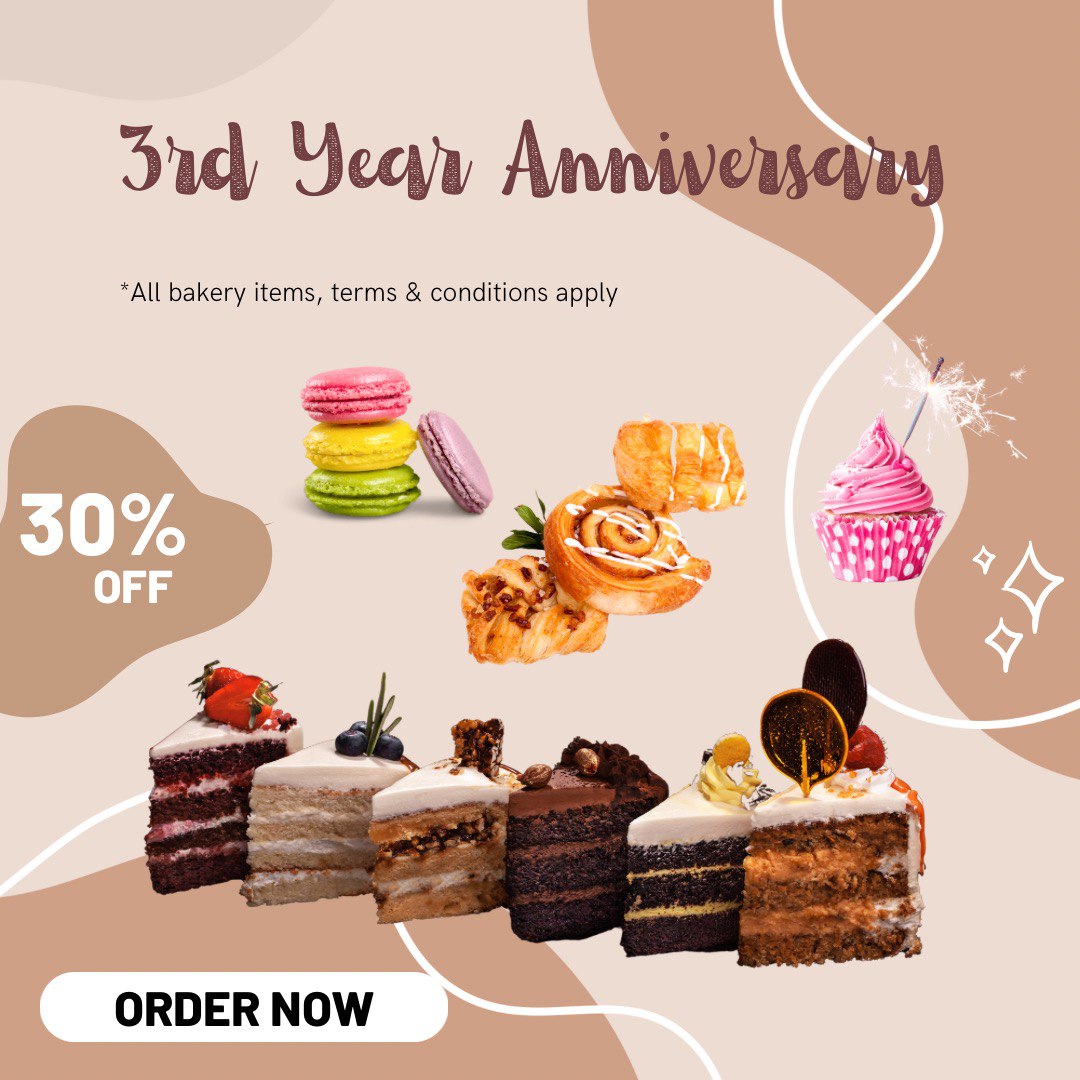 3rd Year Anniversary
*All bakery items, terms & conditions apply
30%
OFF
ORDER NOW